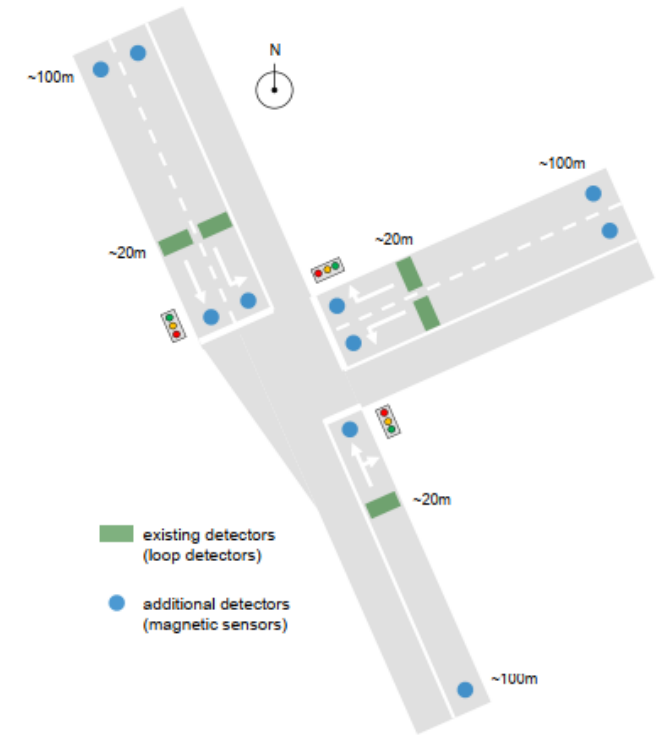 N
~100m
~100m
~20m
~20m
~20m
existing detectors
(loop detectors)
additional detectors
(magnetic sensors)
~100m